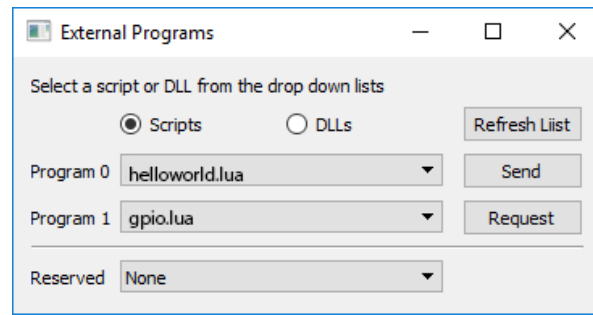 External Programs
Select a script or DLL from the drop down lists
Scripts DLLs Refresh Liist
Program 0 helloworld.lua Send
Program 1 gpio.lua Request
Reserved None